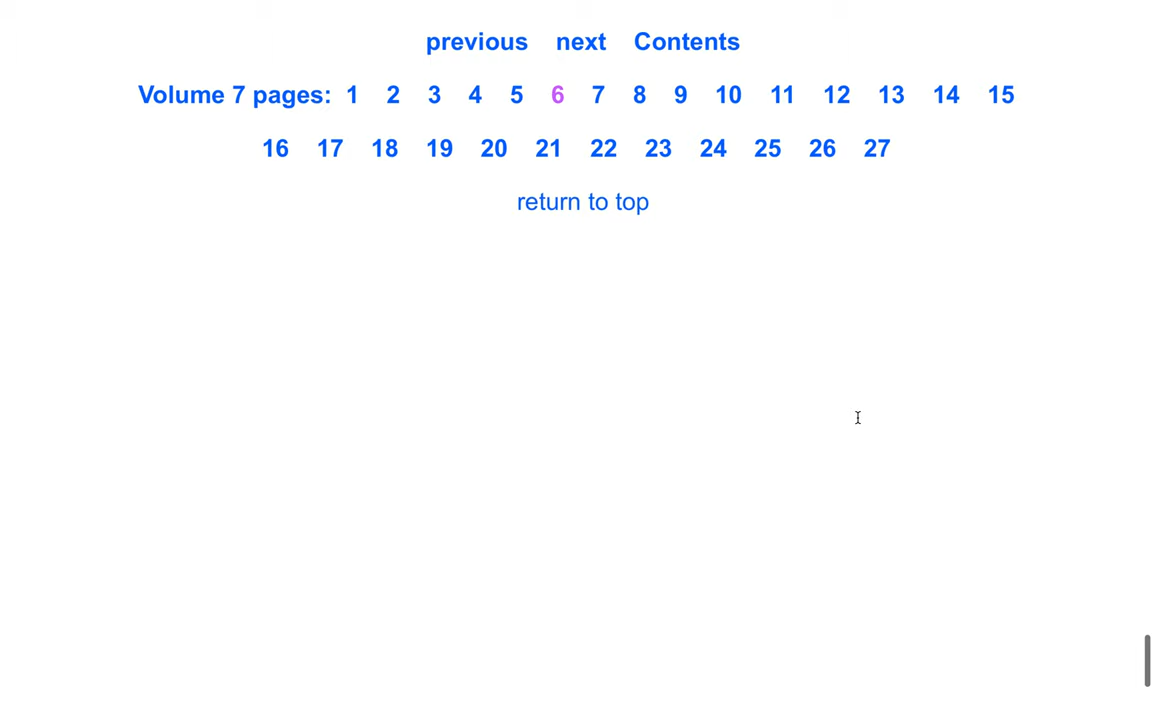 previous next Contents
Volume 7 pages: 1 2 3 4 5 6 7 8 9 10 11 12 13 14 15
16 17 18 19 20 21 22 23 24 25 26 27
return to top